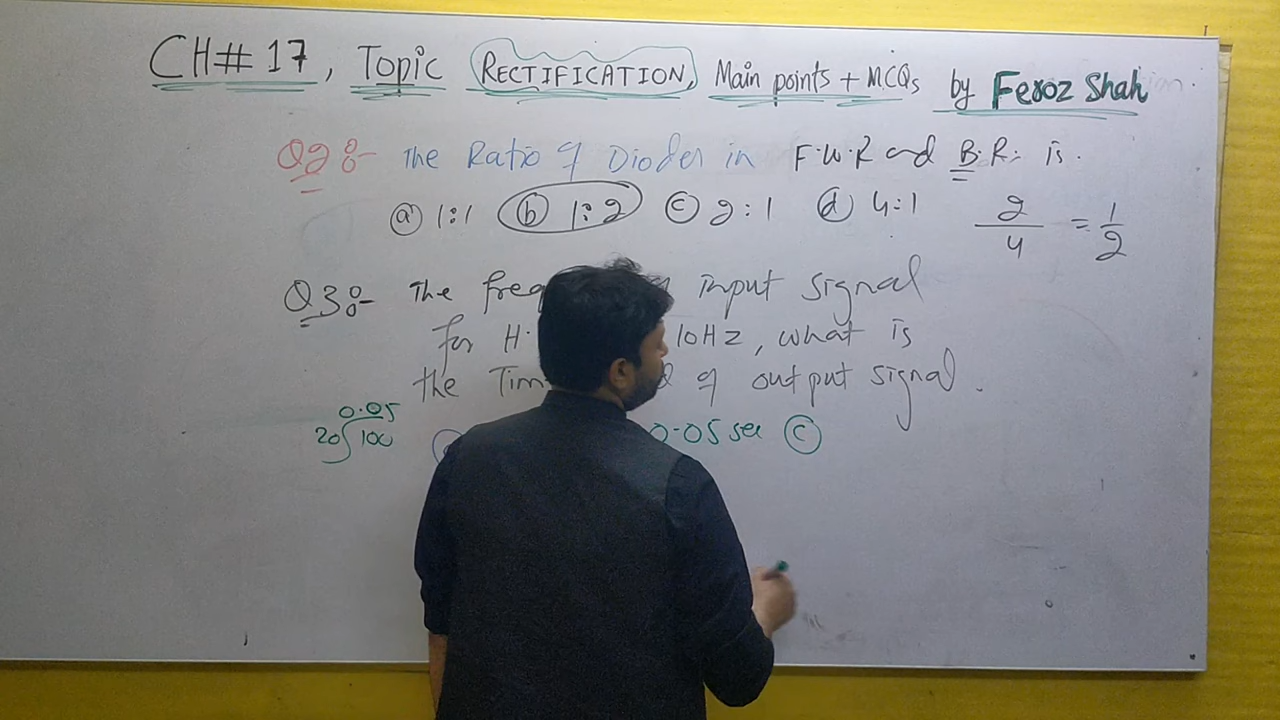 CH# 17, Topic RECTIFICATION, Main points + MCQs by Feroz Shah
Q2:- The Ratio of Diodes in F.W.R and B.R: is.
(a) 1:1 (b) 1:2 (c) 2:1 (d) 4:1 2/4 = 1/2
Q3:- The freq input signal
for H. 10Hz, what is
the Tim of output signal.
0.05
20 100 0.05 sec (c)